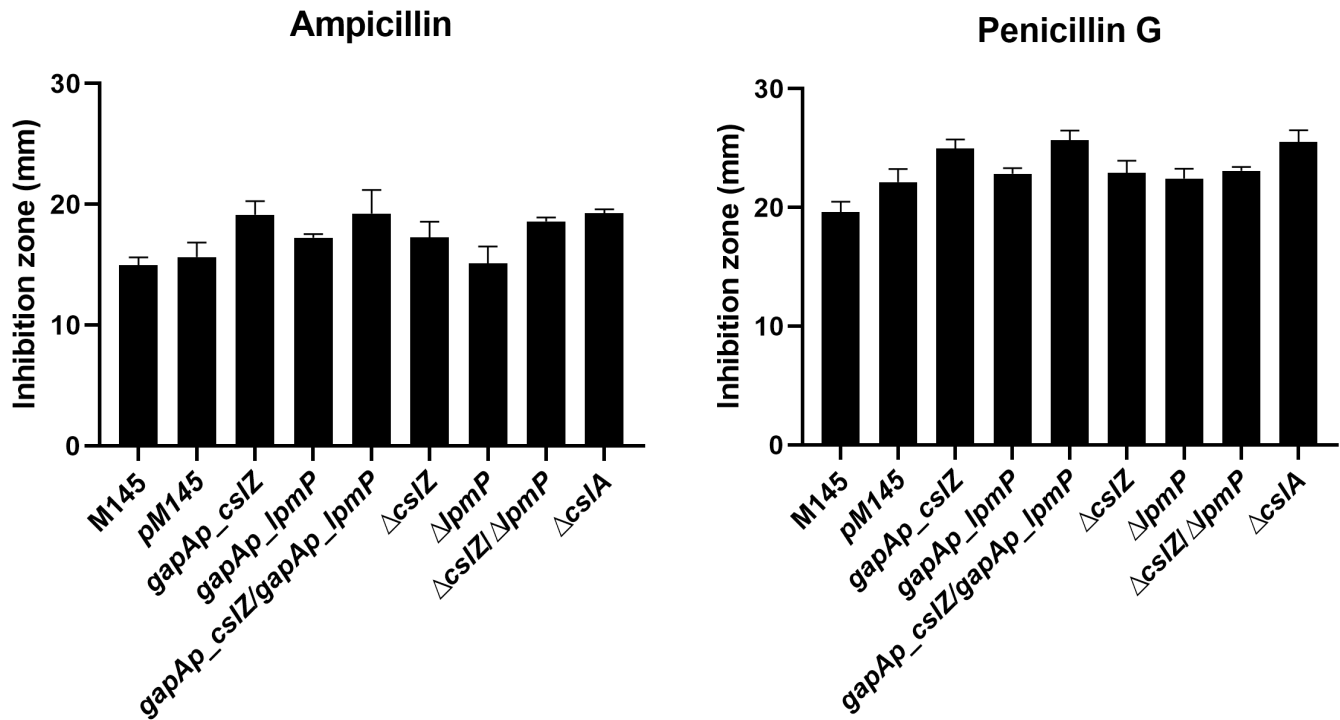 Ampicillin
Inhibition zone (mm)
30
20
10
0
M145
pM145
gapAp_cslZ
gapAp_lpmP
gapAp_cslZ/gapAp_lpmP
ΔcslZ
ΔlpmP
ΔcslZ/ΔlpmP
ΔcslA
Penicillin G
Inhibition zone (mm)
30
20
10
0
M145
pM145
gapAp_cslZ
gapAp_lpmP
gapAp_cslZ/gapAp_lpmP
ΔcslZ
ΔlpmP
ΔcslZ/ΔlpmP
ΔcslA